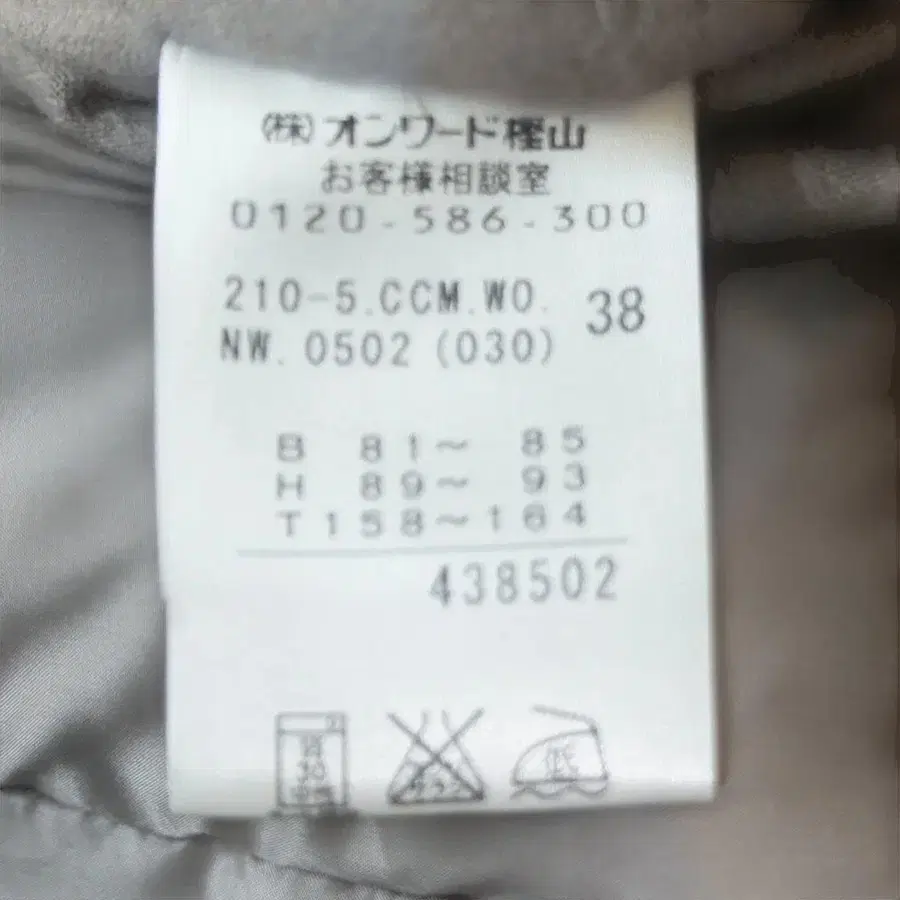 (株)オンワード樫山
お客様相談室
0120-586-300
210-5.CCM.WO. 38
NW. 0502 (030)
B 81～ 85
H 89～ 93
T158～164
438502
低